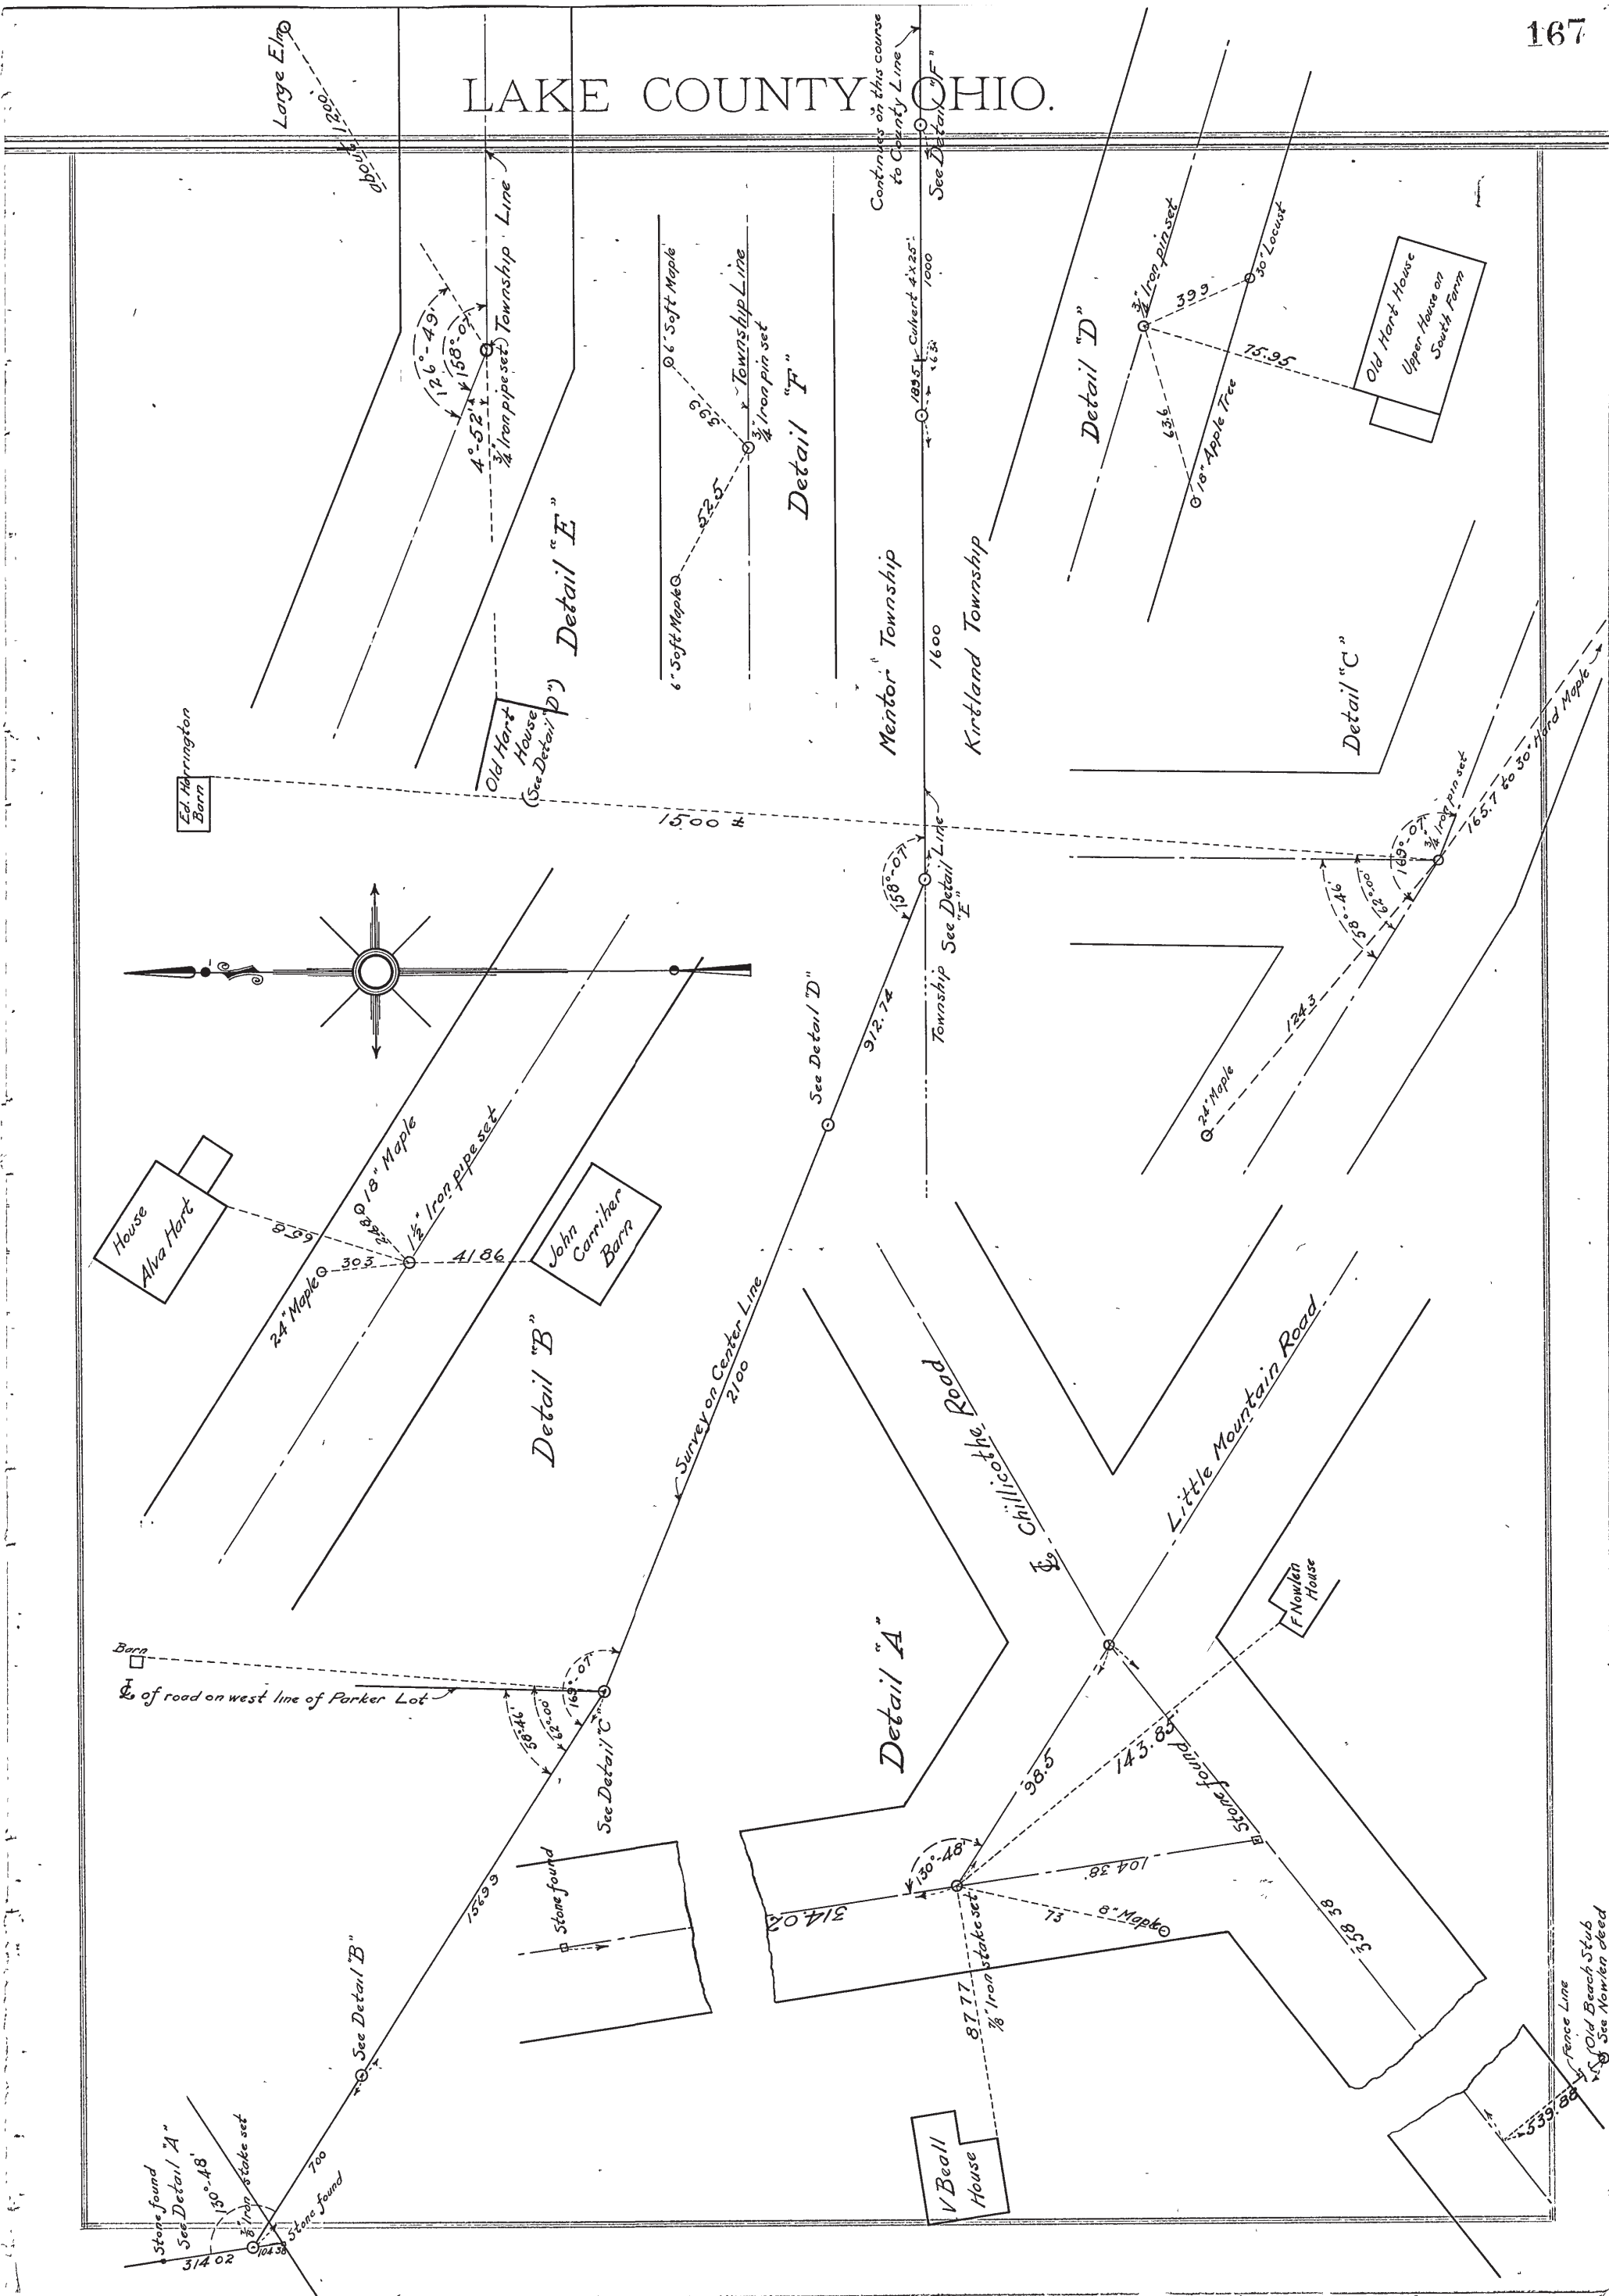 167
LAKE COUNTY OHIO.
Large Elm
about 1200
Continues on this course
to County Line
See Detail "F"
Township Line
3/4" Iron pipe set
126°-49'
158°-07'
4°-52'
Detail "E"
6" Soft Maple
39.9
Township Line
3/4" Iron pin set
52.5
6" Soft Maple
Detail "F"
Culvert 4'x25'
1000
1895
63
Mentor Township
1600
Kirtland Township
Detail "D"
3/4" Iron pin set
39.9
30" Locust
75.95
63.6
18" Apple Tree
Old Hart House
Upper House on
South Farm
Ed. Harrington
Barn
Old Hart
House
(See Detail "D")
1500 ±
158°-07'
See Detail
"E"
Township Line
Detail "C"
3/4" Iron pin set
165.7 to 30" Hard Maple
169°-07'
62°-00'
58°-46'
124.3
24" Maple
See Detail "D"
912.74
House
Alva Hart
66.8
18" Maple
1 1/2" Iron pipe set
24" Maple
30.3
41.86
John
Carriher
Barn
Detail "B"
Survey on Center Line
2100
℄ Chillicothe Road
Little Mountain Road
Barn
℄ of road on west line of Parker Lot
169°-07'
62°-00'
58°-46'
See Detail "C"
Detail "A"
F Nowlen
House
98.5
143.85'
Stone found
130°-48'
104.38
314.02
73
8" Maple
87.77
7/8" Iron stake set
38
358
Stone found
1569.9
See Detail "B"
V Beall
House
Fence Line
Old Beach Stub
See Nowlen deed
539.88
Stone found
See Detail "A"
130°-48'
7/8" Iron stake set
700
Stone found
314.02
104.38